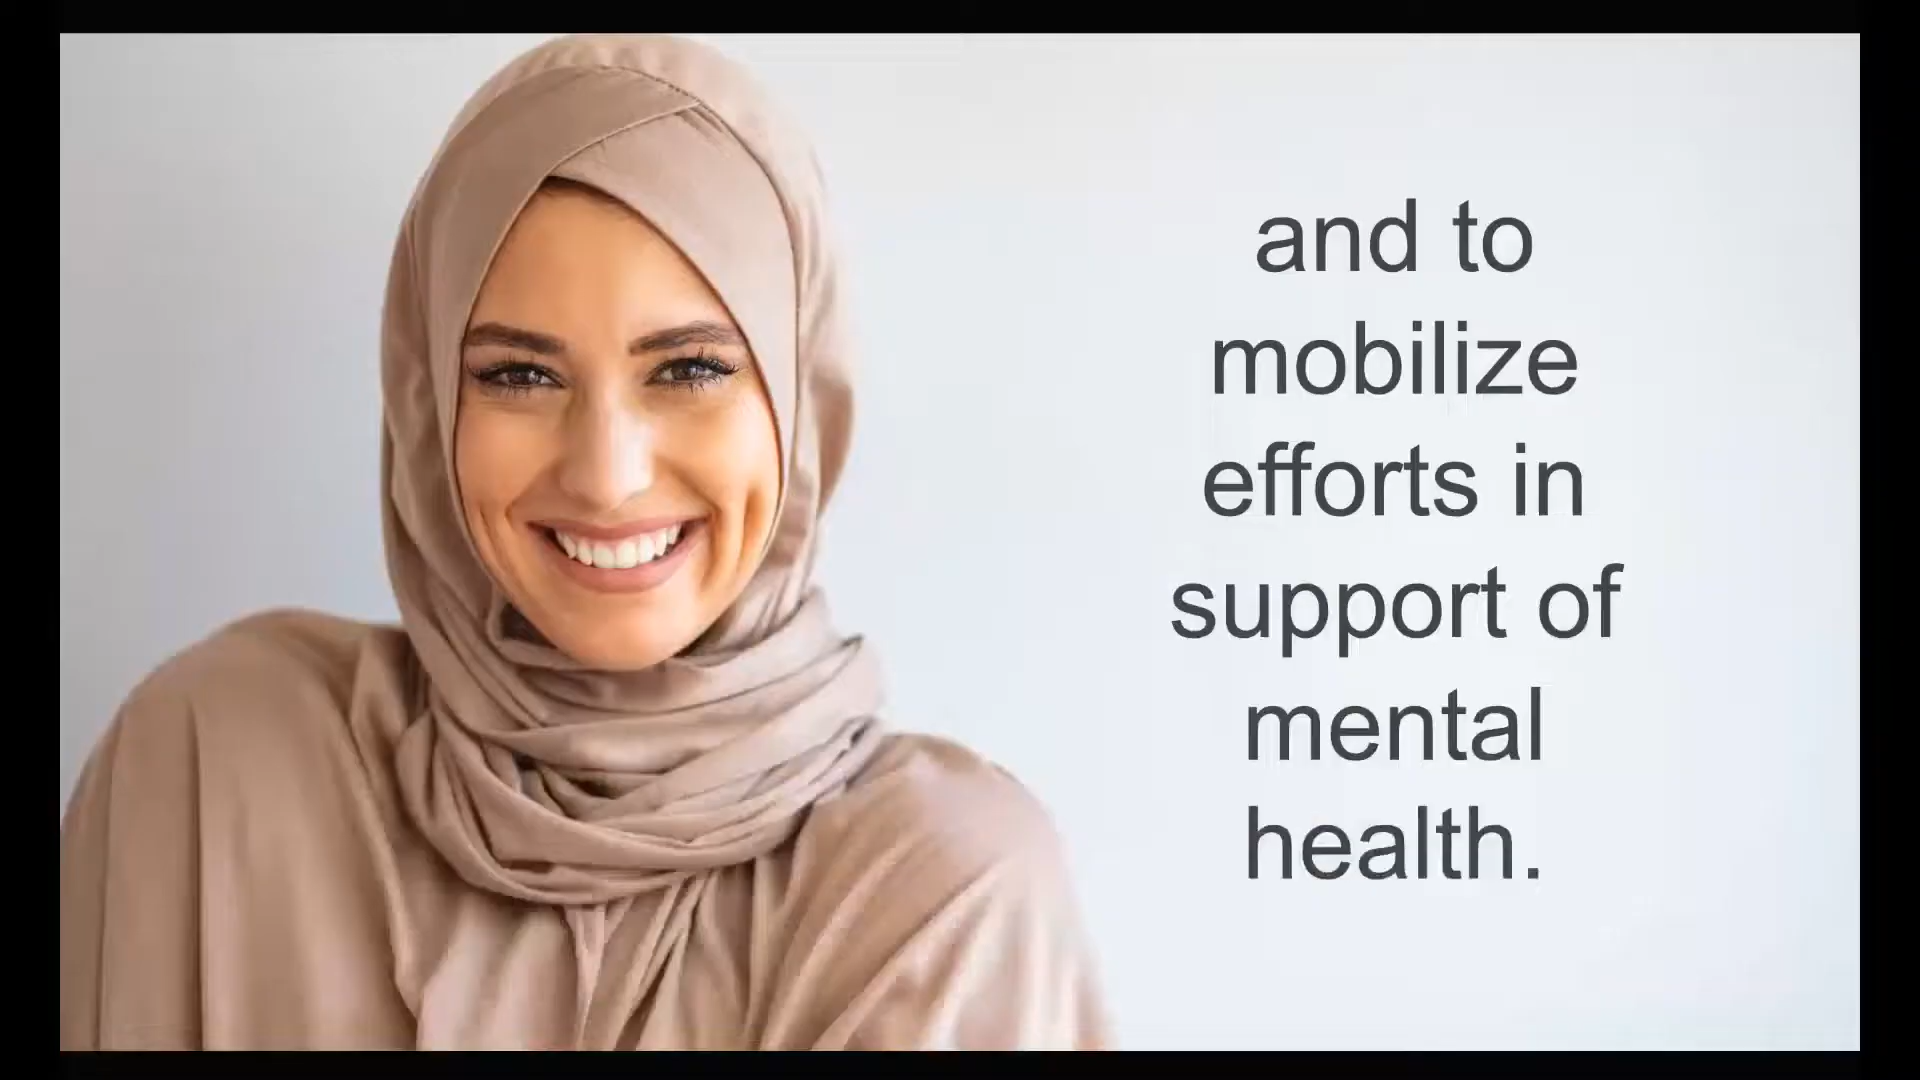 and to
mobilize
efforts in
support of
mental
health.